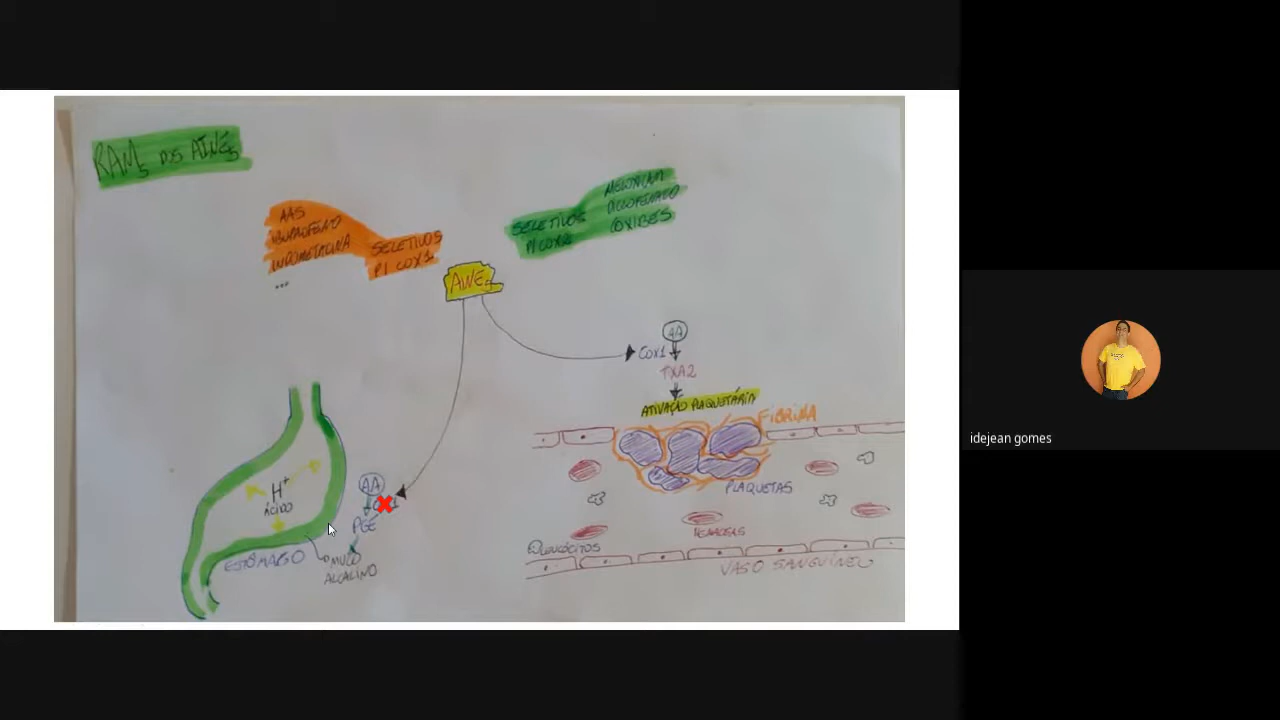 RAMs DOS AINEs
AAS
IBUPROFENO
INDOMETACINA
...
SELETIVOS
P/ COX1
SELETIVOS
P/ COX2
MELOXICAM
DICLOFENACO
COXIBES
AINEs
AA
COX1
TXA2
ATIVAÇÃO PLAQUETÁRIA
FIBRINA
PLAQUETAS
HEMÁCIAS
LEUCÓCITOS
VASO SANGUÍNEO
H+
ÁCIDO
ESTÔMAGO
AA
PGE
MUCO
ALCALINO
idejean gomes